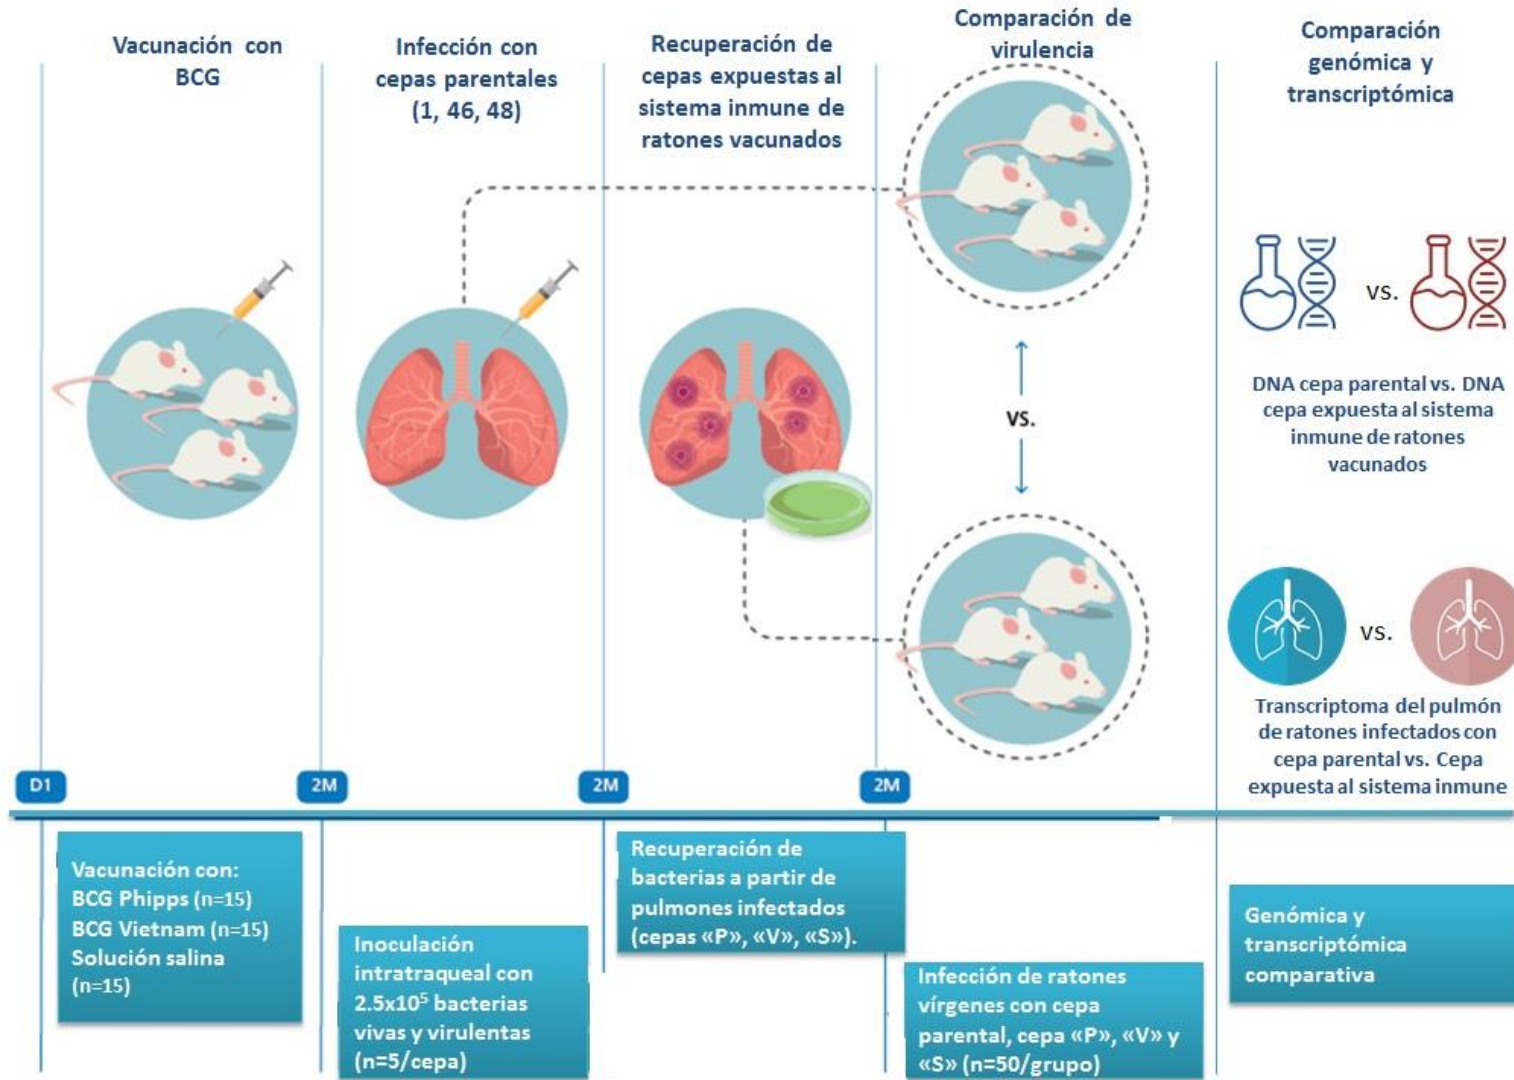 Vacunación con
BCG
Infección con
cepas parentales
(1, 46, 48)
Recuperación de
cepas expuestas al
sistema inmune de
ratones vacunados
Comparación de
virulencia
Comparación
genómica y
transcriptómica
vs.
DNA cepa parental vs. DNA
cepa expuesta al sistema
inmune de ratones
vacunados
vs.
vs.
Transcriptoma del pulmón
de ratones infectados con
cepa parental vs. Cepa
expuesta al sistema inmune
D1
2M
2M
2M
Vacunación con:
BCG Phipps (n=15)
BCG Vietnam (n=15)
Solución salina
(n=15)
Inoculación
intratraqueal con
2.5x10⁵ bacterias
vivas y virulentas
(n=5/cepa)
Recuperación de
bacterias a partir de
pulmones infectados
(cepas «P», «V», «S»).
Infección de ratones
vírgenes con cepa
parental, cepa «P», «V» y
«S» (n=50/grupo)
Genómica y
transcriptómica
comparativa